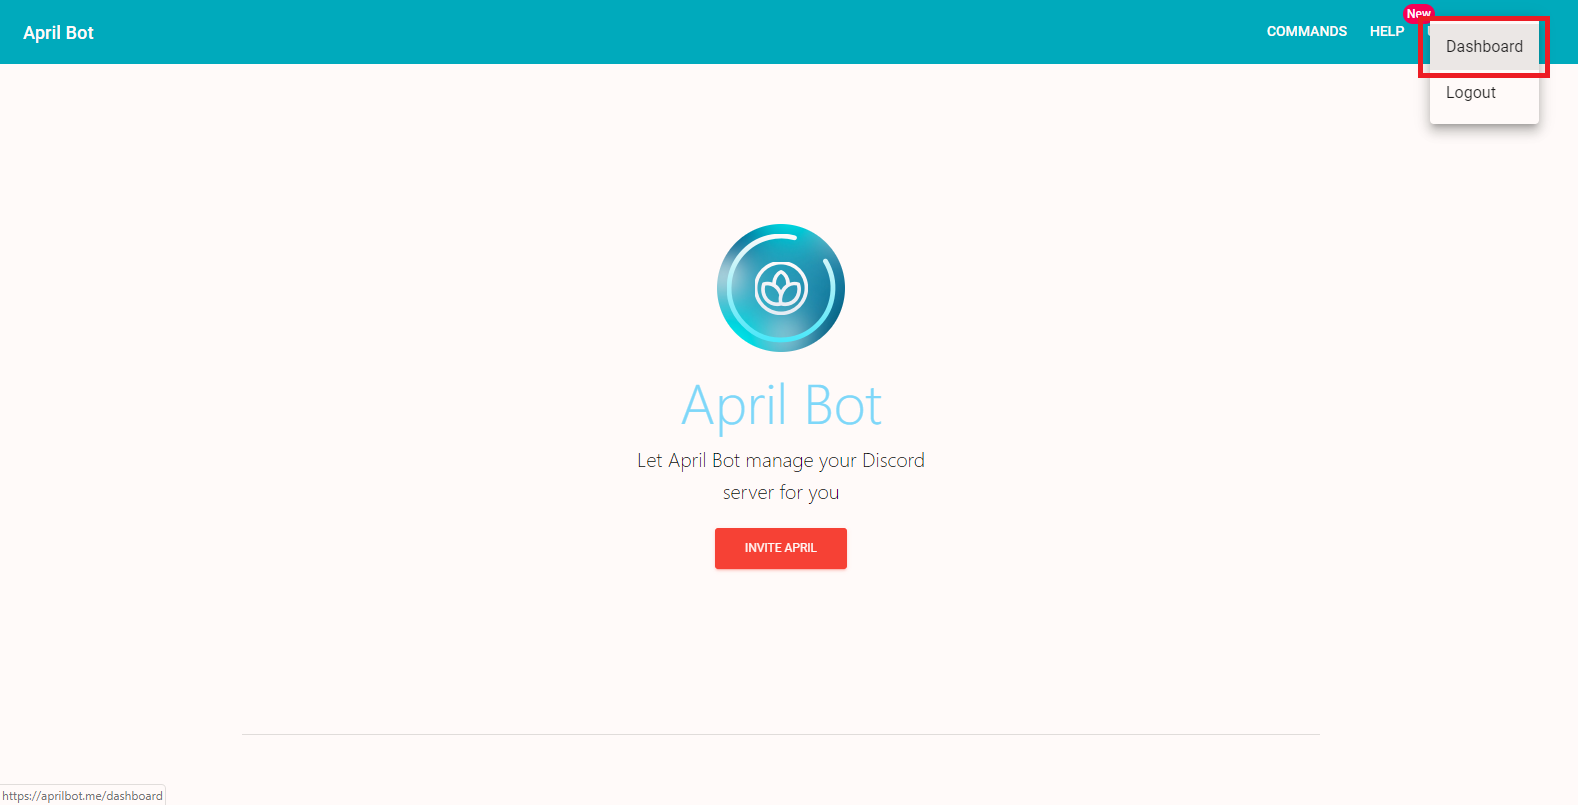 April Bot
COMMANDS
HELP
New
Dashboard
Logout
April Bot
Let April Bot manage your Discord
server for you
INVITE APRIL
https://aprilbot.me/dashboard